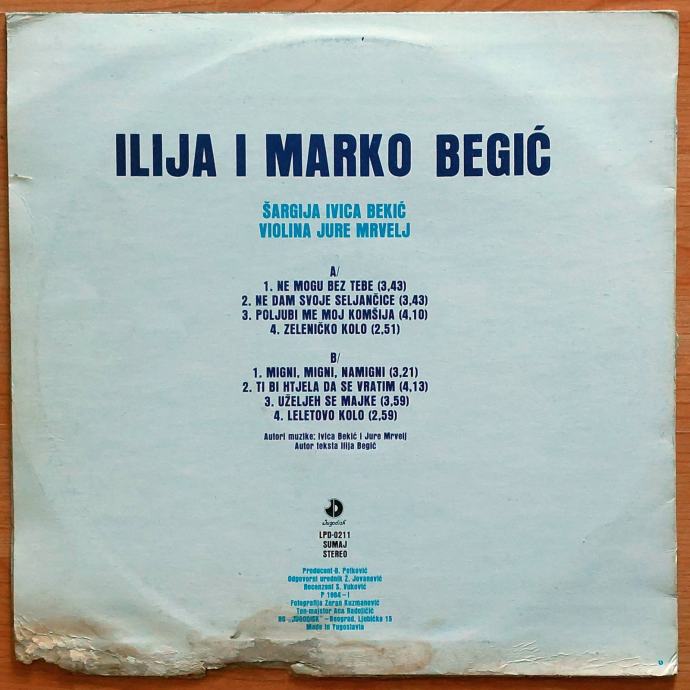 ILIJA I MARKO BEGIĆ
ŠARGIJA IVICA BEKIĆ
VIOLINA JURE MRVELJ
A/
1. NE MOGU BEZ TEBE (3,43)
2. NE DAM SVOJE SELJANČICE (3,43)
3. POLJUBI ME MOJ KOMŠIJA (4,10)
4. ZELENIČKO KOLO (2,51)
B/
1. MIGNI, MIGNI, NAMIGNI (3,21)
2. TI BI HTJELA DA SE VRATIM (4,13)
3. UŽELJEH SE MAJKE (3,59)
4. LELETOVO KOLO (2,59)
Autori muzike: Ivica Bekić i Jure Mrvelj
Autor teksta Ilija Begić
Jugodisk
LPD-0211
SUMAJ
STEREO
Producent-D. Petković
Odgovorni urednik Ž. Jovanović
Recenzent S. Vuković
P 1984 – I
Fotografija Zoran Kuzmanović
Ton-majstor Aca Radojičić
RO „JUGODISK" – Beograd, Ljubička 15
Made in Yugoslavia